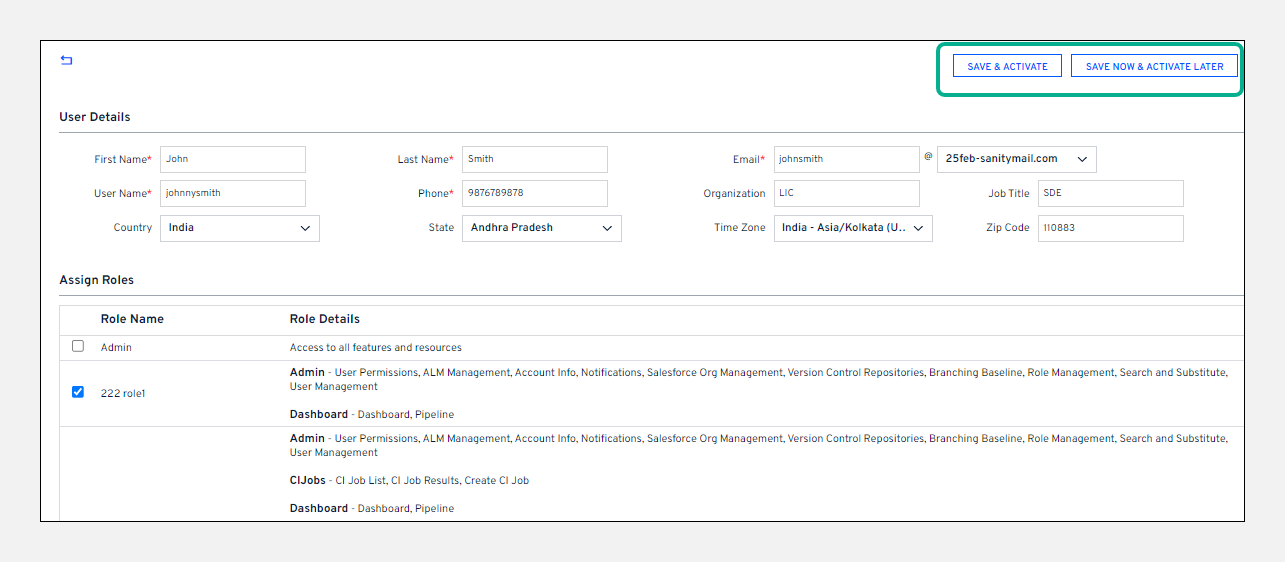 SAVE & ACTIVATE SAVE NOW & ACTIVATE LATER
User Details
First Name* John Last Name* Smith Email* johnsmith @ 25feb-sanitymail.com
User Name* johnnysmith Phone* 9876789878 Organization LIC Job Title SDE
Country India State Andhra Pradesh Time Zone India - Asia/Kolkata (U.. Zip Code 110883
Assign Roles
Role Name Role Details
Admin Access to all features and resources
Admin - User Permissions, ALM Management, Account Info, Notifications, Salesforce Org Management, Version Control Repositories, Branching Baseline, Role Management, Search and Substitute,
222 role1 User Management
Dashboard - Dashboard, Pipeline
Admin - User Permissions, ALM Management, Account Info, Notifications, Salesforce Org Management, Version Control Repositories, Branching Baseline, Role Management, Search and Substitute,
User Management
CIJobs - CI Job List, CI Job Results, Create CI Job
Dashboard - Dashboard, Pipeline